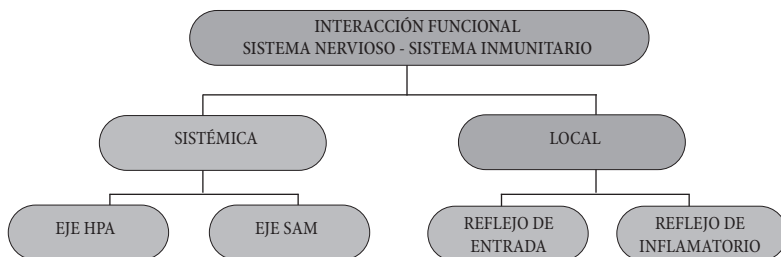 INTERACCIÓN FUNCIONAL
SISTEMA NERVIOSO - SISTEMA INMUNITARIO
SISTÉMICA
LOCAL
EJE HPA
EJE SAM
REFLEJO DE
ENTRADA
REFLEJO DE
INFLAMATORIO